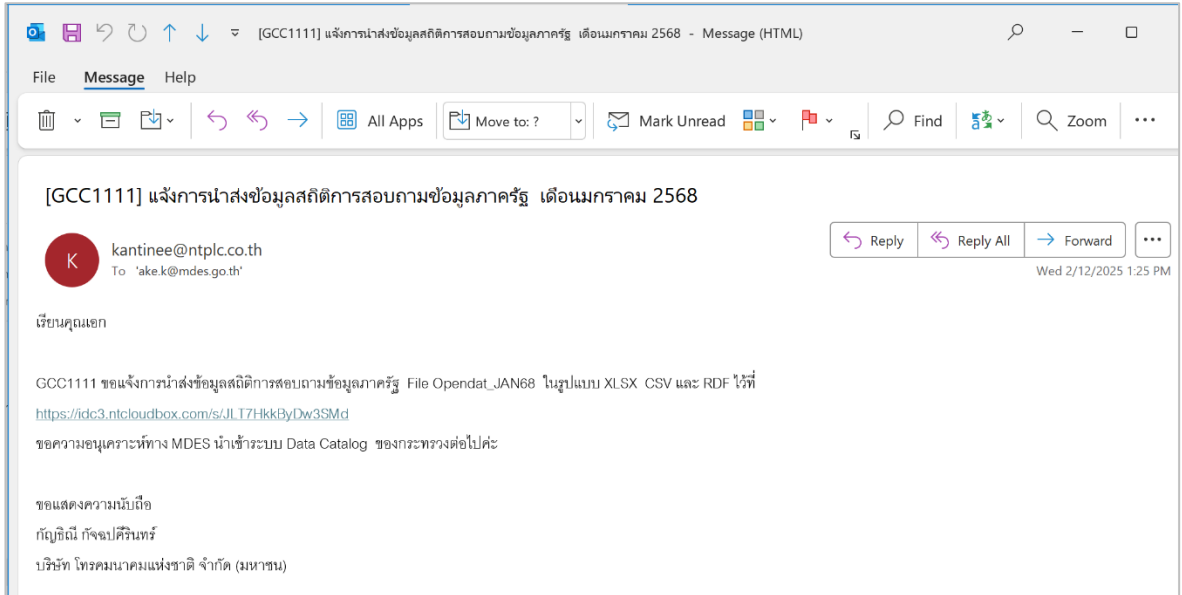 [GCC1111] แจ้งการนำส่งข้อมูลสถิติการสอบถามข้อมูลภาครัฐ เดือนมกราคม 2568 - Message (HTML)
File Message Help
All Apps Move to: ? Mark Unread Find Zoom
[GCC1111] แจ้งการนำส่งข้อมูลสถิติการสอบถามข้อมูลภาครัฐ เดือนมกราคม 2568
K
kantinee@ntplc.co.th
To 'ake.k@mdes.go.th'
Reply Reply All Forward
Wed 2/12/2025 1:25 PM
เรียนคุณเอก
GCC1111 ขอแจ้งการนำส่งข้อมูลสถิติการสอบถามข้อมูลภาครัฐ File Opendat_JAN68 ในรูปแบบ XLSX CSV และ RDF ไว้ที่
https://idc3.ntcloudbox.com/s/JLT7HkkByDw3SMd
ขอความอนุเคราะห์ทาง MDES นำเข้าระบบ Data Catalog ของกระทรวงต่อไปค่ะ
ขอแสดงความนับถือ
กัญธิณี กัจฉปคีรินทร์
บริษัท โทรคมนาคมแห่งชาติ จำกัด (มหาชน)